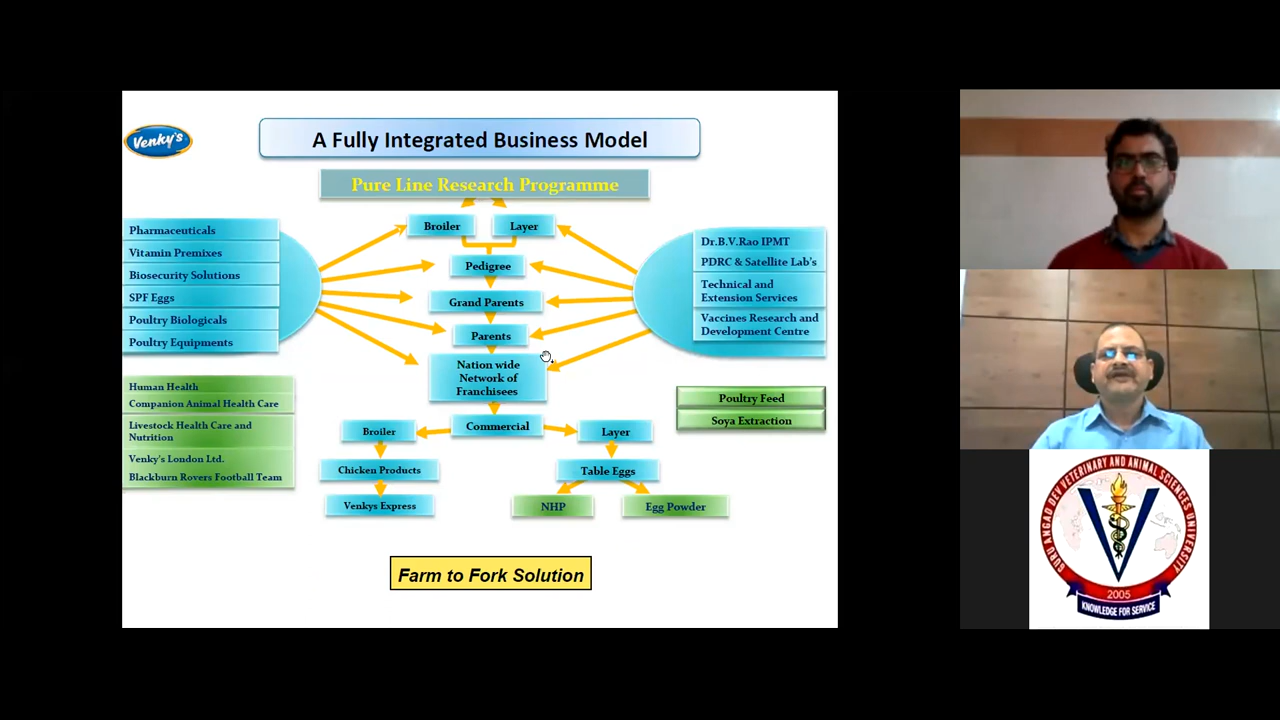 Venky's
A Fully Integrated Business Model
Pure Line Research Programme
Broiler
Layer
Pedigree
Grand Parents
Parents
Nation wide
Network of
Franchisees
Commercial
Broiler
Layer
Chicken Products
Table Eggs
Venkys Express
NHP
Egg Powder
Pharmaceuticals
Vitamin Premixes
Biosecurity Solutions
SPF Eggs
Poultry Biologicals
Poultry Equipments
Human Health
Companion Animal Health Care
Livestock Health Care and
Nutrition
Venky's London Ltd.
Blackburn Rovers Football Team
Dr.B.V.Rao IPMT
PDRC & Satellite Lab's
Technical and
Extension Services
Vaccines Research and
Development Centre
Poultry Feed
Soya Extraction
Farm to Fork Solution
GURU ANGAD DEV VETERINARY AND ANIMAL SCIENCES UNIVERSITY
2005
KNOWLEDGE FOR SERVICE